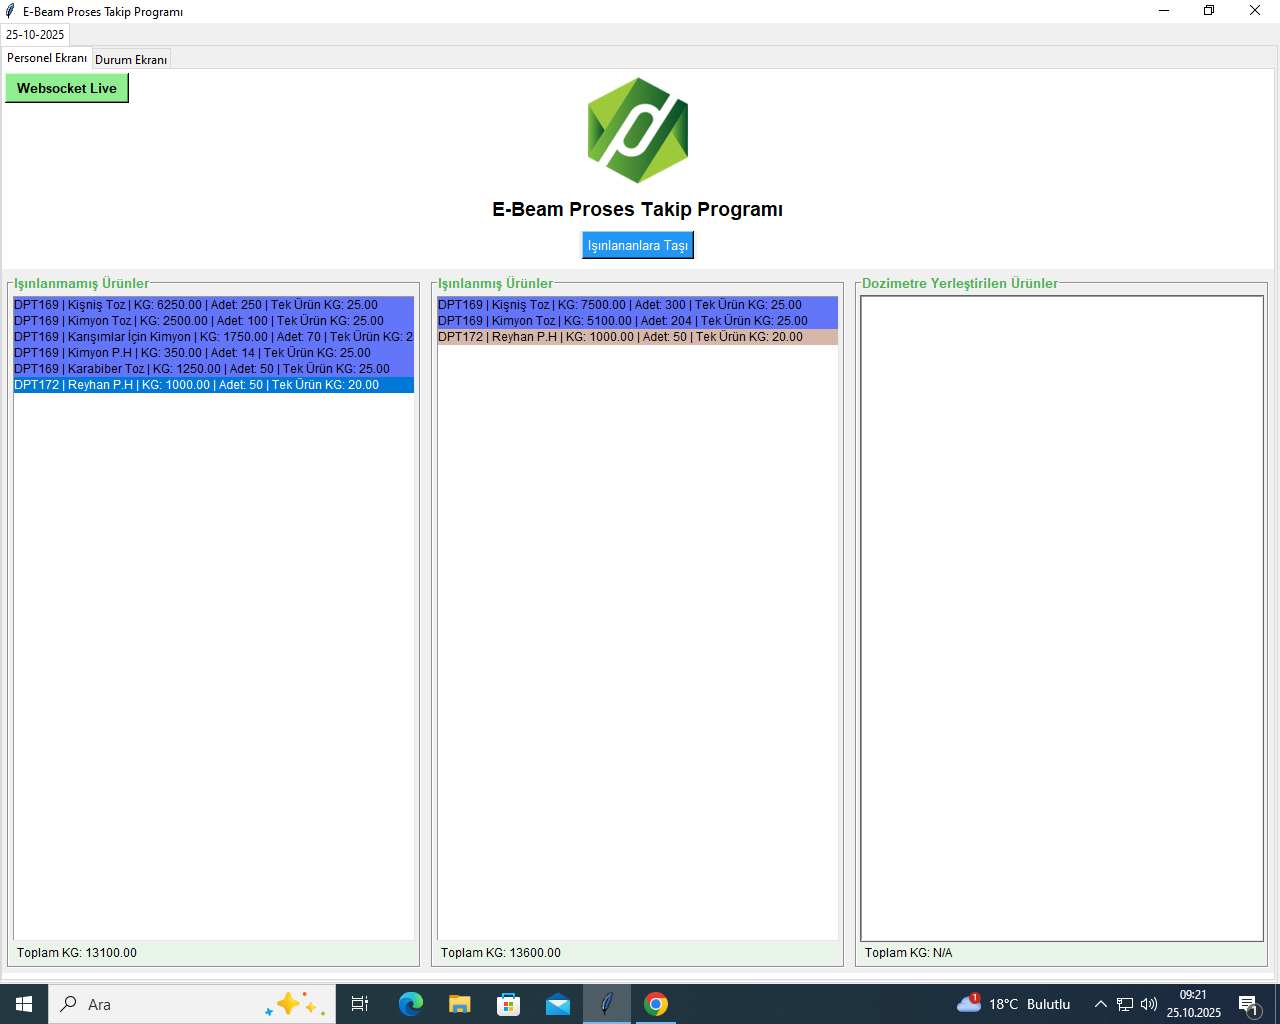 E-Beam Proses Takip Programı
25-10-2025
Personel Ekranı Durum Ekranı
Websocket Live
E-Beam Proses Takip Programı
Işınlananlara Taşı
Işınlanmamış Ürünler
DPT169 | Kişniş Toz | KG: 6250.00 | Adet: 250 | Tek Ürün KG: 25.00
DPT169 | Kimyon Toz | KG: 2500.00 | Adet: 100 | Tek Ürün KG: 25.00
DPT169 | Karışımlar İçin Kimyon | KG: 1750.00 | Adet: 70 | Tek Ürün KG: 2
DPT169 | Kimyon P.H | KG: 350.00 | Adet: 14 | Tek Ürün KG: 25.00
DPT169 | Karabiber Toz | KG: 1250.00 | Adet: 50 | Tek Ürün KG: 25.00
DPT172 | Reyhan P.H | KG: 1000.00 | Adet: 50 | Tek Ürün KG: 20.00
Toplam KG: 13100.00
Işınlanmış Ürünler
DPT169 | Kişniş Toz | KG: 7500.00 | Adet: 300 | Tek Ürün KG: 25.00
DPT169 | Kimyon Toz | KG: 5100.00 | Adet: 204 | Tek Ürün KG: 25.00
DPT172 | Reyhan P.H | KG: 1000.00 | Adet: 50 | Tek Ürün KG: 20.00
Toplam KG: 13600.00
Dozimetre Yerleştirilen Ürünler
Toplam KG: N/A
Ara
1
18°C Bulutlu
09:21
25.10.2025
1